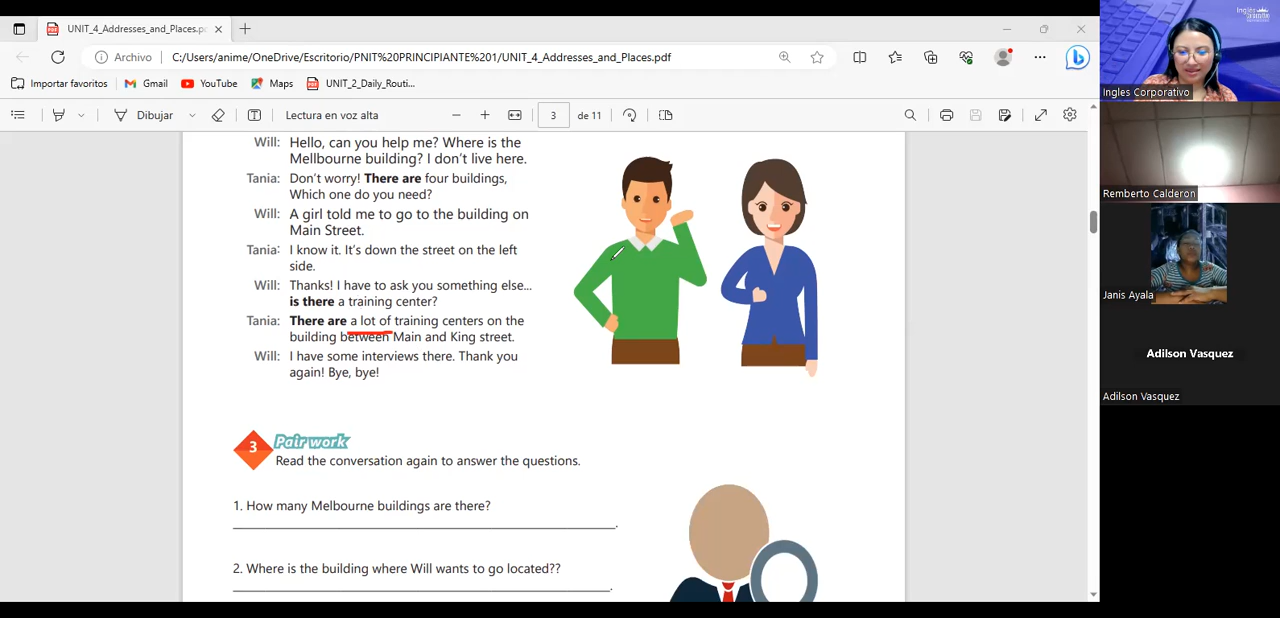 UNIT_4_Addresses_and_Places.pd
Archivo C:/Users/anime/OneDrive/Escritorio/PNIT%20PRINCIPIANTE%201/UNIT_4_Addresses_and_Places.pdf
Importar favoritos Gmail YouTube Maps UNIT_2_Daily_Routi...
Dibujar Lectura en voz alta 3 de 11
Will: Hello, can you help me? Where is the
Mellbourne building? I don't live here.
Tania: Don't worry! There are four buildings,
Which one do you need?
Will: A girl told me to go to the building on
Main Street.
Tania: I know it. It's down the street on the left
side.
Will: Thanks! I have to ask you something else...
is there a training center?
Tania: There are a lot of training centers on the
building between Main and King street.
Will: I have some interviews there. Thank you
again! Bye, bye!
3 Pair work
Read the conversation again to answer the questions.
1. How many Melbourne buildings are there?
2. Where is the building where Will wants to go located??
Ingles Corporativo
Remberto Calderon
Janis Ayala
Adilson Vasquez
Adilson Vasquez